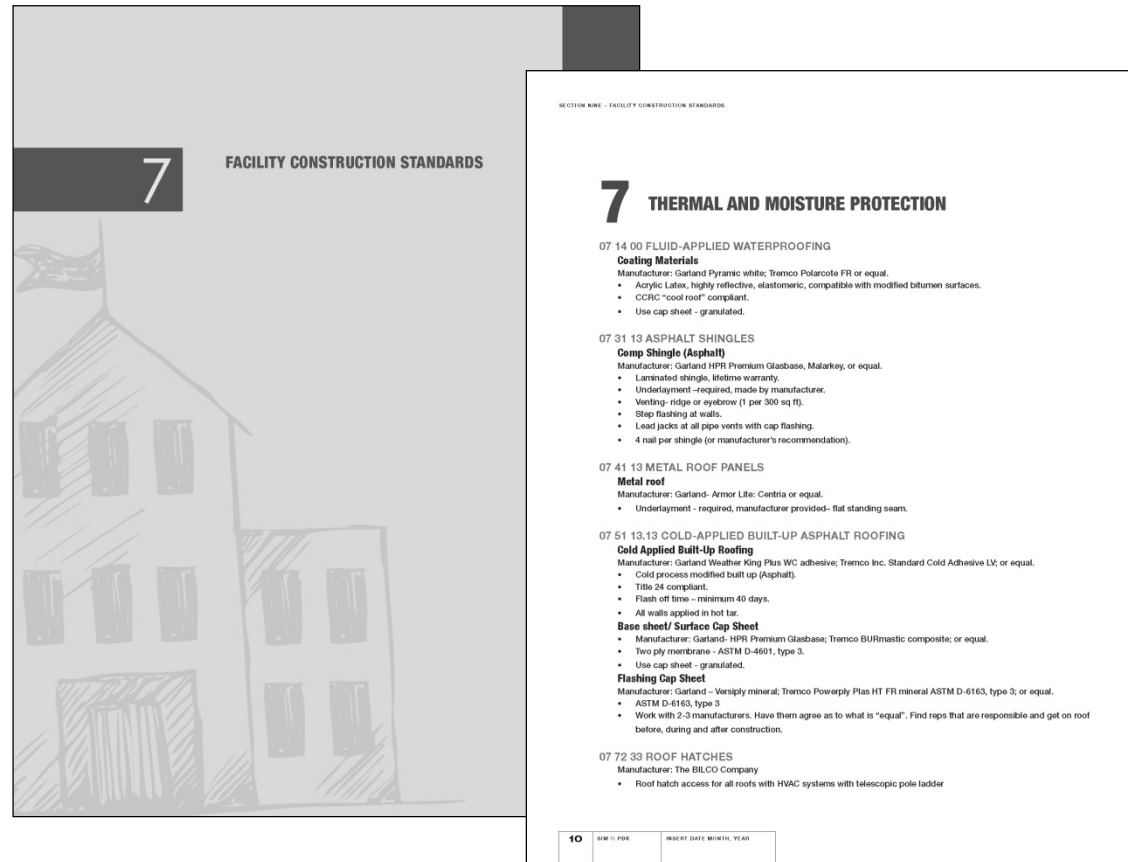 7
FACILITY CONSTRUCTION STANDARDS
SECTION NINE – FACILITY CONSTRUCTION STANDARDS
7 THERMAL AND MOISTURE PROTECTION
07 14 00 FLUID-APPLIED WATERPROOFING
Coating Materials
Manufacturer: Garland Pyramic white; Tremco Polarcote FR or equal.
• Acrylic Latex, highly reflective, elastomeric, compatible with modified bitumen surfaces.
• CCRC “cool roof” compliant.
• Use cap sheet - granulated.
07 31 13 ASPHALT SHINGLES
Comp Shingle (Asphalt)
Manufacturer: Garland HPR Premium Glasbase, Malarkey, or equal.
• Laminated shingle, lifetime warranty.
• Underlayment –required, made by manufacturer.
• Venting- ridge or eyebrow (1 per 300 sq ft).
• Step flashing at walls.
• Lead jacks at all pipe vents with cap flashing.
• 4 nail per shingle (or manufacturer’s recommendation).
07 41 13 METAL ROOF PANELS
Metal roof
Manufacturer: Garland- Armor Lite: Centria or equal.
• Underlayment - required, manufacturer provided– flat standing seam.
07 51 13.13 COLD-APPLIED BUILT-UP ASPHALT ROOFING
Cold Applied Built-Up Roofing
Manufacturer: Garland Weather King Plus WC adhesive; Tremco Inc. Standard Cold Adhesive LV; or equal.
• Cold process modified built up (Asphalt).
• Title 24 compliant.
• Flash off time – minimum 40 days.
• All walls applied in hot tar.
Base sheet/ Surface Cap Sheet
• Manufacturer: Garland- HPR Premium Glasbase; Tremco BURmastic composite; or equal.
• Two ply membrane - ASTM D-4601, type 3.
• Use cap sheet - granulated.
Flashing Cap Sheet
Manufacturer: Garland – Versiply mineral; Tremco Powerply Plas HT FR mineral ASTM D-6163, type 3; or equal.
• ASTM D-6163, type 3
• Work with 2-3 manufacturers. Have them agree as to what is “equal”. Find reps that are responsible and get on roof
before, during and after construction.
07 72 33 ROOF HATCHES
Manufacturer: The BILCO Company
• Roof hatch access for all roofs with HVAC systems with telescopic pole ladder
10 SIM \\ PDK INSERT DATE MONTH, YEAR